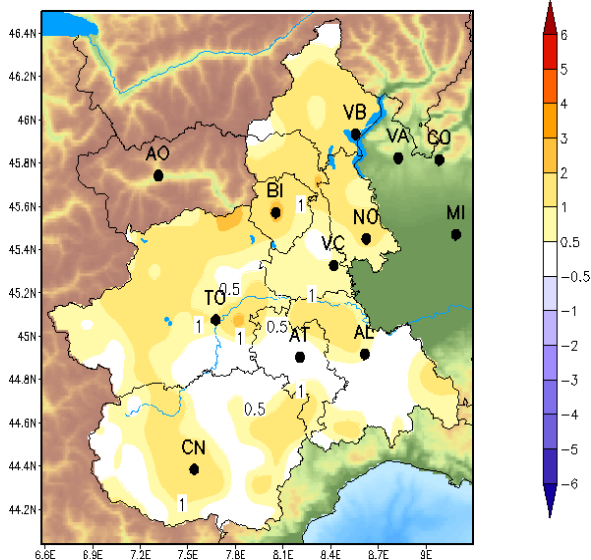 46.4N
46.2N
46N
45.8N
45.6N
45.4N
45.2N
45N
44.8N
44.6N
44.4N
44.2N
6.6E 6.9E 7.2E 7.5E 7.8E 8.1E 8.4E 8.7E 9E
VB
VA CO
AO
BI
1
NO MI
VC
0.5
TO 1
1 1 0.5
AT AL
1
0.5
CN
1
6
5
4
3
2
1
0.5
-0.5
-1
-2
-3
-4
-5
-6